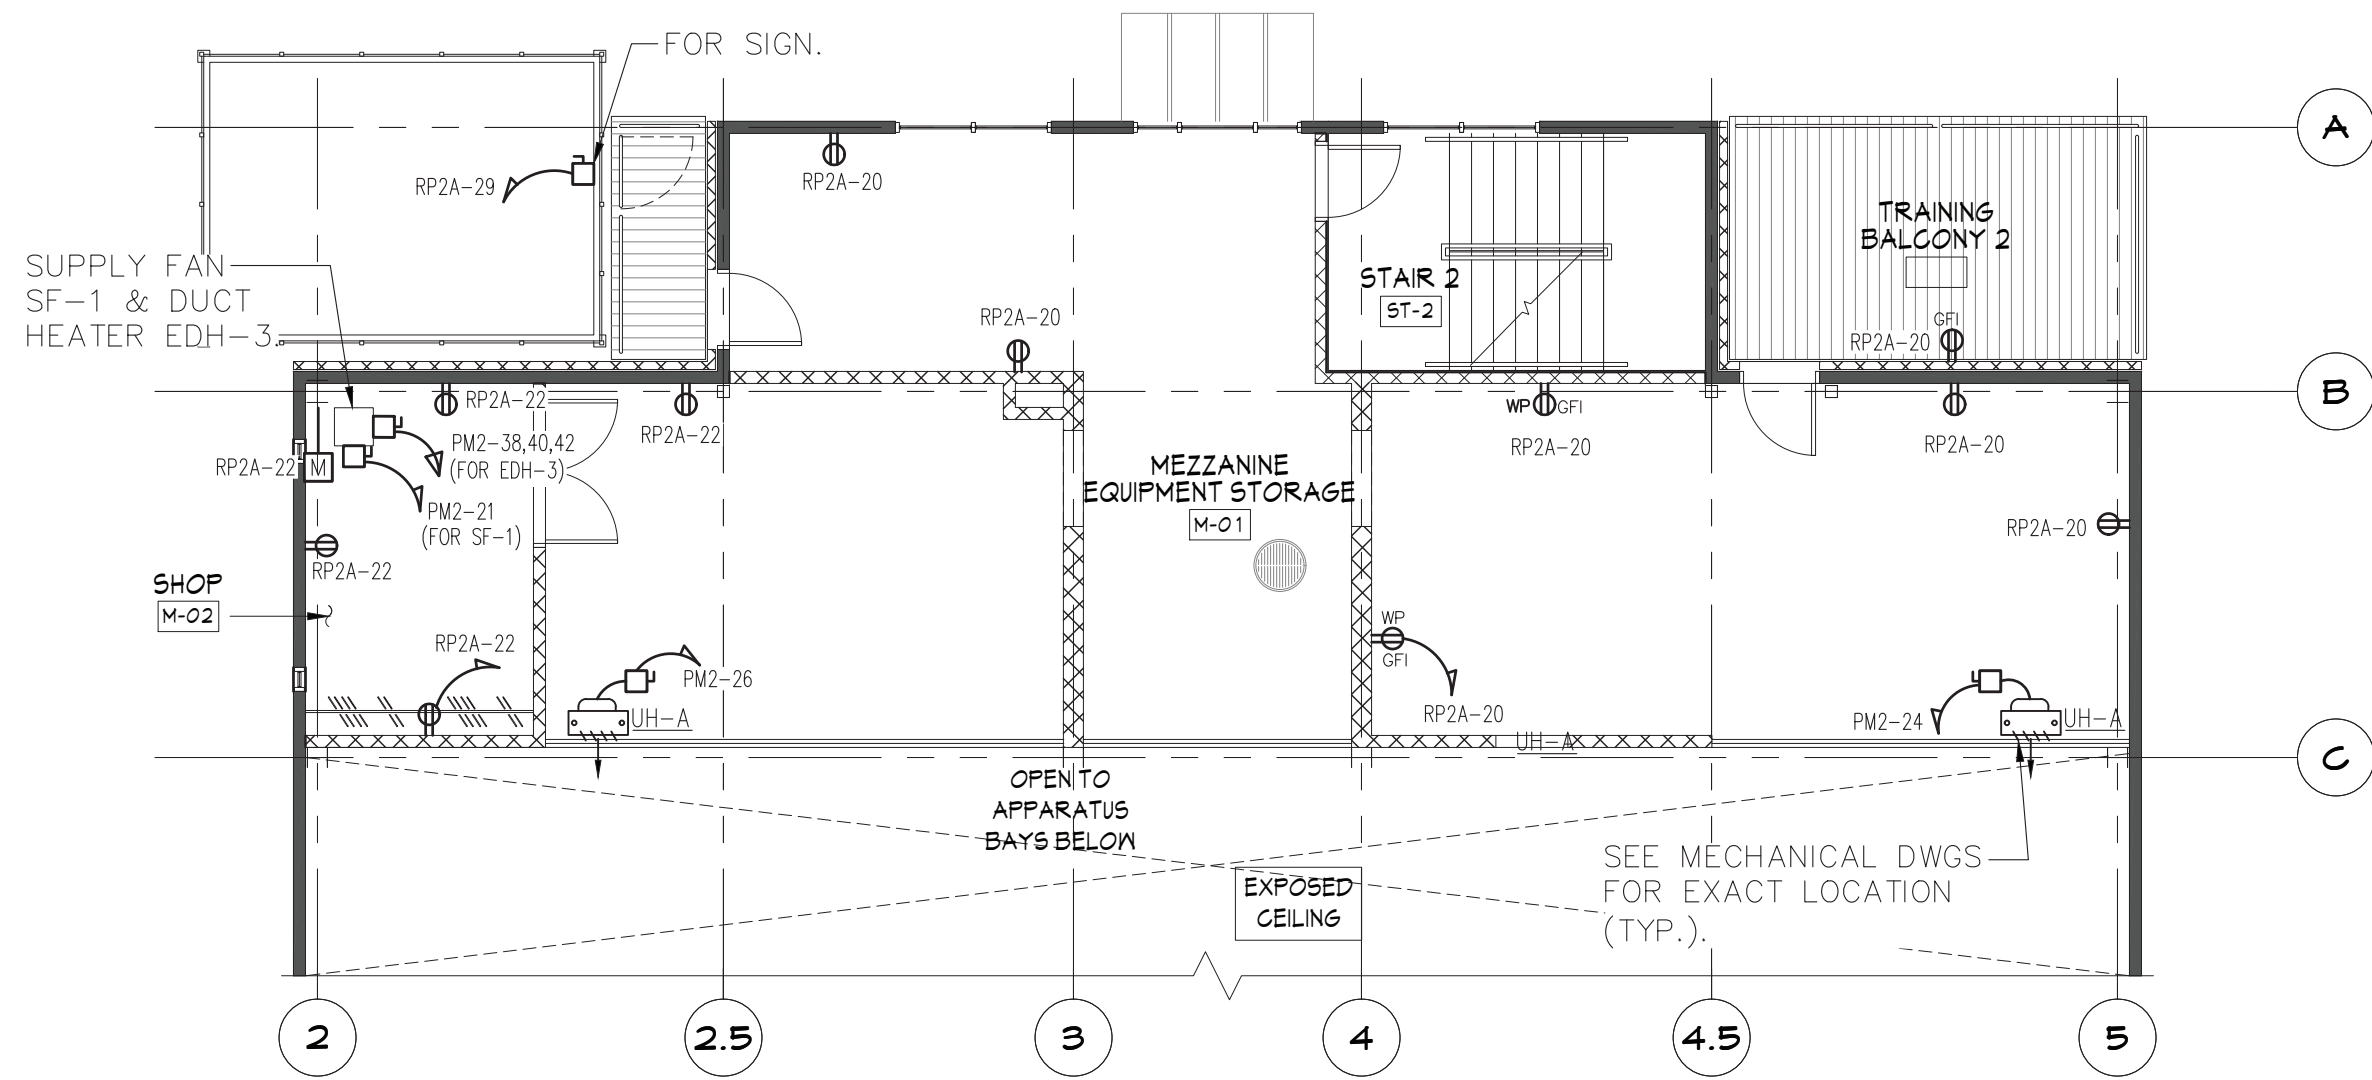 FOR SIGN.
A
RP2A-29
RP2A-20
TRAINING
BALCONY 2
SUPPLY FAN
SF-1 & DUCT
HEATER EDH-3.
STAIR 2
ST-2
RP2A-20
GFI
RP2A-20
B
RP2A-22
RP2A-22
WP GFI
RP2A-20
RP2A-20
PM2-38,40,42
(FOR EDH-3)
RP2A-22
M
MEZZANINE
EQUIPMENT STORAGE
M-01
PM2-21
(FOR SF-1)
RP2A-20
RP2A-22
SHOP
M-02
RP2A-22
WP
GFI
PM2-26
RP2A-20
UH-A
UH-A
PM2-24
UH-A
C
OPEN TO
APPARATUS
BAYS BELOW
EXPOSED
CEILING
SEE MECHANICAL DWGS
FOR EXACT LOCATION
(TYP.).
2
2.5
3
4
4.5
5